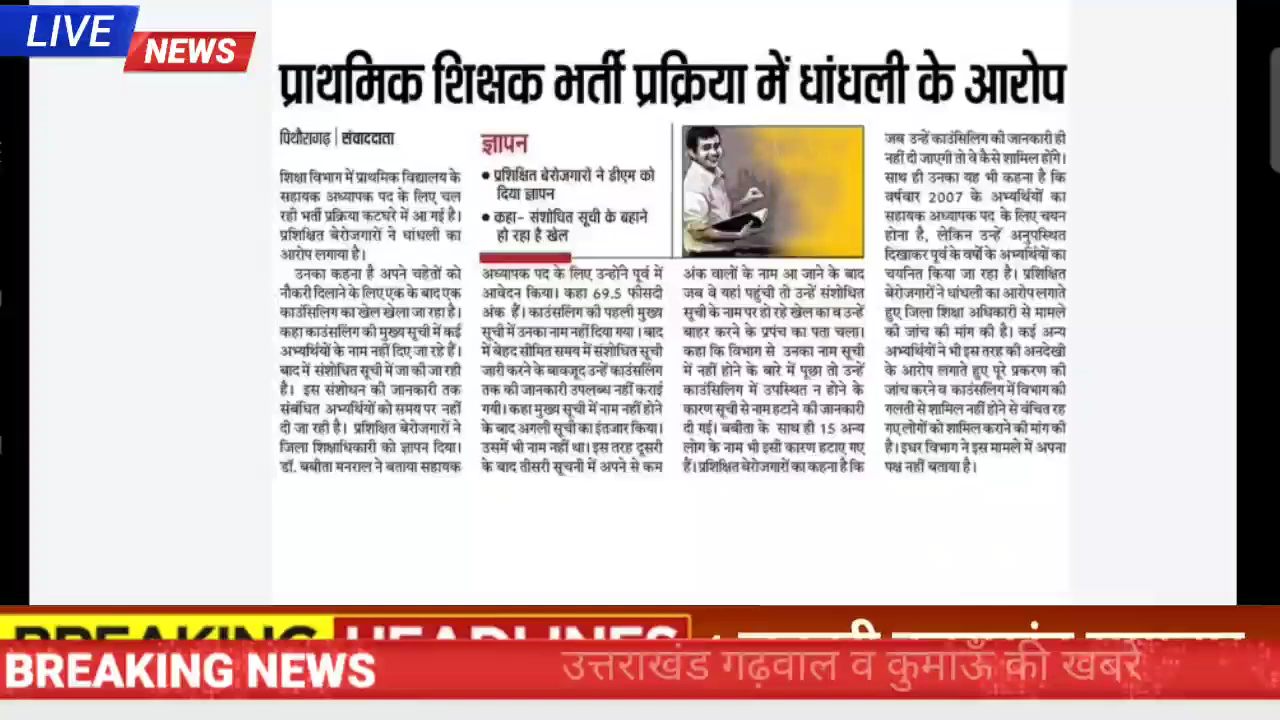 LIVE
NEWS
प्राथमिक शिक्षक भर्ती प्रक्रिया में धांधली के आरोप
पिथौरागढ़ | संवाददाता
शिक्षा विभाग में प्राथमिक विद्यालय के
सहायक अध्यापक पद के लिए चल
रही भर्ती प्रक्रिया कटघरे में आ गई है।
प्रशिक्षित बेरोजगारों ने धांधली का
आरोप लगाया है।
उनका कहना है अपने चहेतों को
नौकरी दिलाने के लिए एक के बाद एक
काउंसिलिग का खेल खेला जा रहा है।
कहा काउंसलिग की मुख्य सूची में कई
अभ्यर्थियों के नाम नहीं दिए जा रहे हैं।
बाद में संशोधित सूची में जा की जा रही
है। इस संशोधन की जानकारी तक
संबंधित अभ्यर्थियों को समय पर नहीं
दी जा रही है। प्रशिक्षित बेरोजगारों ने
जिला शिक्षाधिकारी को ज्ञापन दिया।
डॉ. बबीता मनराल ने बताया सहायक
ज्ञापन
● प्रशिक्षित बेरोजगारों ने डीएम को
दिया ज्ञापन
● कहा- संशोधित सूची के बहाने
हो रहा है खेल
अध्यापक पद के लिए उन्होंने पूर्व में
आवेदन किया। कहा 69.5 फीसदी
अंक हैं। काउंसलिग की पहली मुख्य
सूची में उनका नाम नहीं दिया गया । बाद
में बेहद सीमित समय में संशोधित सूची
जारी करने के बावजूद उन्हें काउंसलिग
तक की जानकारी उपलब्ध नहीं कराई
गयी। कहा मुख्य सूची में नाम नहीं होने
के बाद अगली सूची का इंतजार किया।
उसमें भी नाम नहीं था। इस तरह दूसरी
के बाद तीसरी सूचनी में अपने से कम
अंक वालों के नाम आ जाने के बाद
जब वे यहां पहुंची तो उन्हें संशोधित
सूची के नाम पर हो रहे खेल का व उन्हें
बाहर करने के प्रपंच का पता चला।
कहा कि विभाग से उनका नाम सूची
में नहीं होने के बारे में पूछा तो उन्हें
काउंसिलिग में उपस्थित न होने के
कारण सूची से नाम हटाने की जानकारी
दी गई। बबीता के साथ ही 15 अन्य
लोग के नाम भी इसी कारण हटाए गए
हैं। प्रशिक्षित बेरोजगारों का कहना है कि
जब उन्हें काउंसिलिग की जानकारी ही
नहीं दी जाएगी तो वे कैसे शामिल होंगे।
साथ ही उनका यह भी कहना है कि
वर्षवार 2007 के अभ्यर्थियों का
सहायक अध्यापक पद के लिए चयन
होना है, लेकिन उन्हें अनुपस्थित
दिखाकर पूर्व के वर्षों के अभ्यर्थियों का
चयनित किया जा रहा है। प्रशिक्षित
बेरोजगारों ने धांधली का आरोप लगाते
हुए जिला शिक्षा अधिकारी से मामले
की जांच की मांग की है। कई अन्य
अभ्यर्थियों ने भी इस तरह की अनदेखी
के आरोप लगाते हुए पूरे प्रकरण की
जांच करने व काउंसलिग में विभाग की
गलती से शामिल नहीं होने से वंचित रह
गए लोगों को शामिल कराने की मांग की
है। इधर विभाग ने इस मामले में अपना
पक्ष नहीं बताया है।
BREAKING HEADLINES
BREAKING NEWS
उत्तराखंड गढ़वाल व कुमाऊँ की खबरें